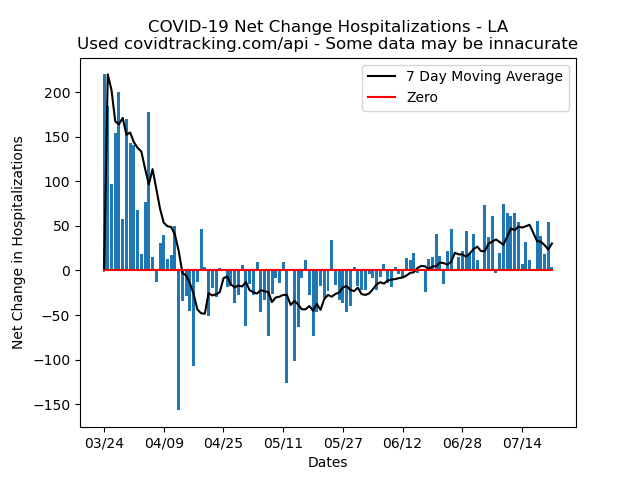 COVID-19 Net Change Hospitalizations - LA
Used covidtracking.com/api - Some data may be innacurate
7 Day Moving Average
Zero
Net Change in Hospitalizations
200
150
100
50
0
−50
−100
−150
03/24 04/09 04/25 05/11 05/27 06/12 06/28 07/14
Dates